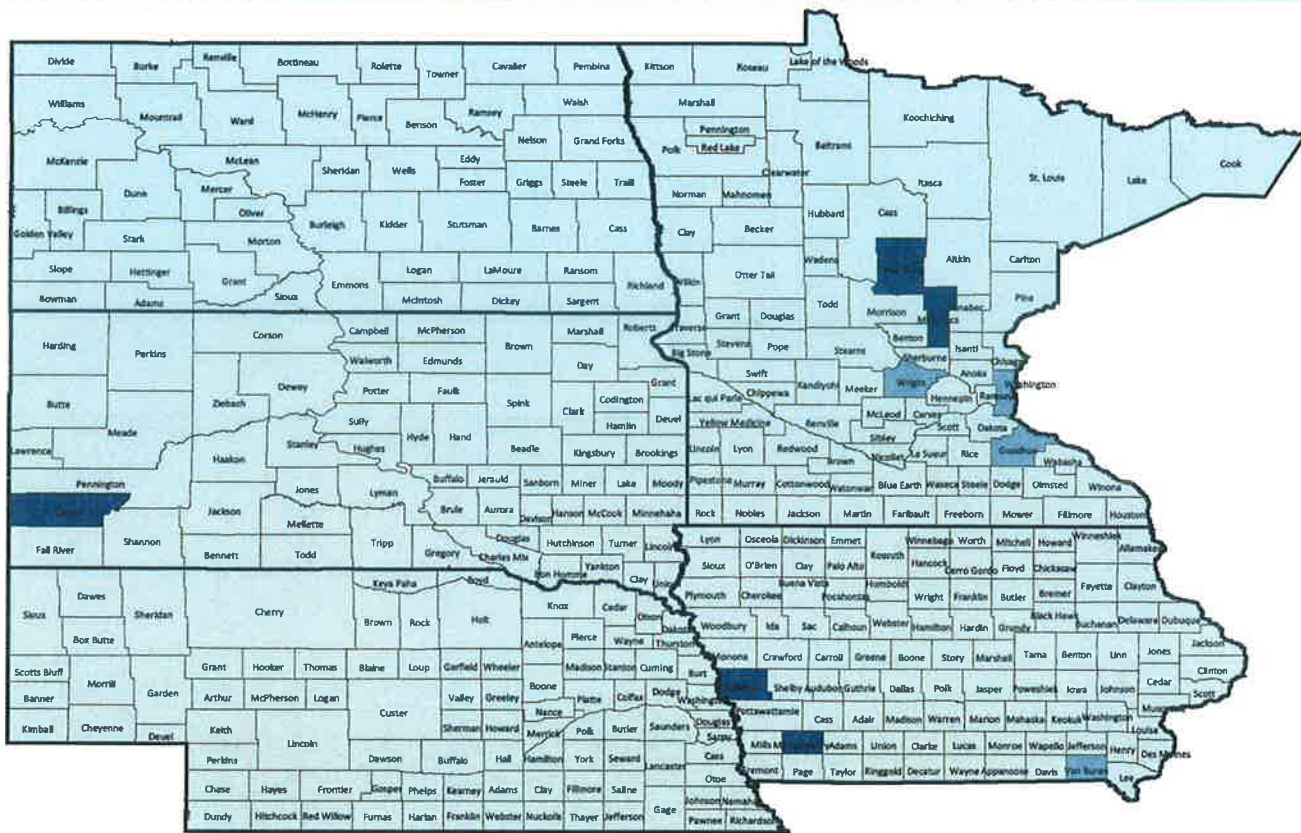 Divide Burke Renville Bottineau Rolette Towner Cavalier Pembina Kittson Roseau Lake of the Woods
Williams Mountrail Ward McHenry Pierce Benson Ramsey Walsh Marshall Koochiching
Nelson Grand Forks Polk Pennington Red Lake Beltrami St. Louis Lake Cook
McKenzie McLean Sheridan Wells Eddy Foster Griggs Steele Traill Clearwater Itasca
Dunn Mercer Oliver Norman Mahnomen Hubbard Cass
Billings Golden Valley Stark Morton Burleigh Kidder Stutsman Barnes Cass Clay Becker
Slope Hettinger Grant Sioux Emmons Logan LaMoure Ransom Richland Wilkin Otter Tail Wadena Aitkin Carlton
Bowman Adams McIntosh Dickey Sargent Todd Morrison Pine
Harding Perkins Corson Campbell McPherson Brown Marshall Roberts Traverse Grant Douglas Benton Isanti
Walworth Edmunds Day Big Stone Stevens Pope Stearns Sherburne Anoka Washington
Butte Ziebach Dewey Potter Faulk Spink Clark Codington Grant Swift Kandiyohi Meeker Wright Hennepin Ramsey
Meade Sully Hyde Hand Hamlin Deuel Lac qui Parle Chippewa McLeod Carver Scott Dakota
Lawrence Haakon Stanley Hughes Beadle Kingsbury Brookings Yellow Medicine Renville Sibley
Lincoln Lyon Redwood Brown Nicollet Le Sueur Rice Goodhue Wabasha
Pennington Jones Lyman Buffalo Jerauld Sanborn Miner Lake Moody Pipestone Murray Cottonwood Watonwan Blue Earth Waseca Steele Dodge Olmsted Winona
Jackson Mellette Brule Aurora Davison Hanson McCook Minnehaha Rock Nobles Jackson Martin Faribault Freeborn Mower Fillmore Houston
Fall River Shannon Bennett Todd Tripp Gregory Charles Mix Douglas Hutchinson Turner Lincoln
Bon Homme Yankton Clay Union
Lyon Osceola Dickinson Emmet Kossuth Winnebago Worth Mitchell Howard Winneshiek Allamakee
Sioux O'Brien Clay Palo Alto Hancock Cerro Gordo Floyd Chickasaw Fayette Clayton
Plymouth Cherokee Buena Vista Pocahontas Humboldt Wright Franklin Butler Bremer
Woodbury Ida Sac Calhoun Webster Hamilton Hardin Grundy Black Hawk Buchanan Delaware Dubuque
Sioux Dawes Sheridan Cherry Keya Paha Boyd Brown Rock Holt Knox Cedar Dixon Dakota
Box Butte Antelope Pierce Wayne Thurston Monona Crawford Carroll Greene Boone Story Marshall Tama Benton Linn Jones Jackson
Scotts Bluff Morrill Garden Grant Hooker Thomas Blaine Loup Garfield Wheeler Madison Stanton Cuming Burt Clinton
Banner Arthur McPherson Logan Custer Valley Greeley Boone Platte Colfax Dodge Washington Shelby Audubon Guthrie Dallas Polk Jasper Poweshiek Iowa Johnson Cedar Scott
Kimball Cheyenne Deuel Keith Lincoln Sherman Howard Nance Merrick Polk Butler Saunders Douglas Sarpy Pottawattamie Cass Adair Madison Warren Marion Mahaska Keokuk Washington Louisa
Perkins Dawson Buffalo Hall Hamilton York Seward Lancaster Cass Otoe Mills Adams Union Clarke Lucas Monroe Wapello Jefferson Henry Des Moines
Chase Hayes Frontier Gosper Phelps Kearney Adams Clay Fillmore Saline Gage Johnson Nemaha Page Taylor Ringgold Decatur Wayne Appanoose Davis Van Buren Lee
Dundy Hitchcock Red Willow Furnas Harlan Franklin Webster Nuckolls Thayer Jefferson Pawnee Richardson